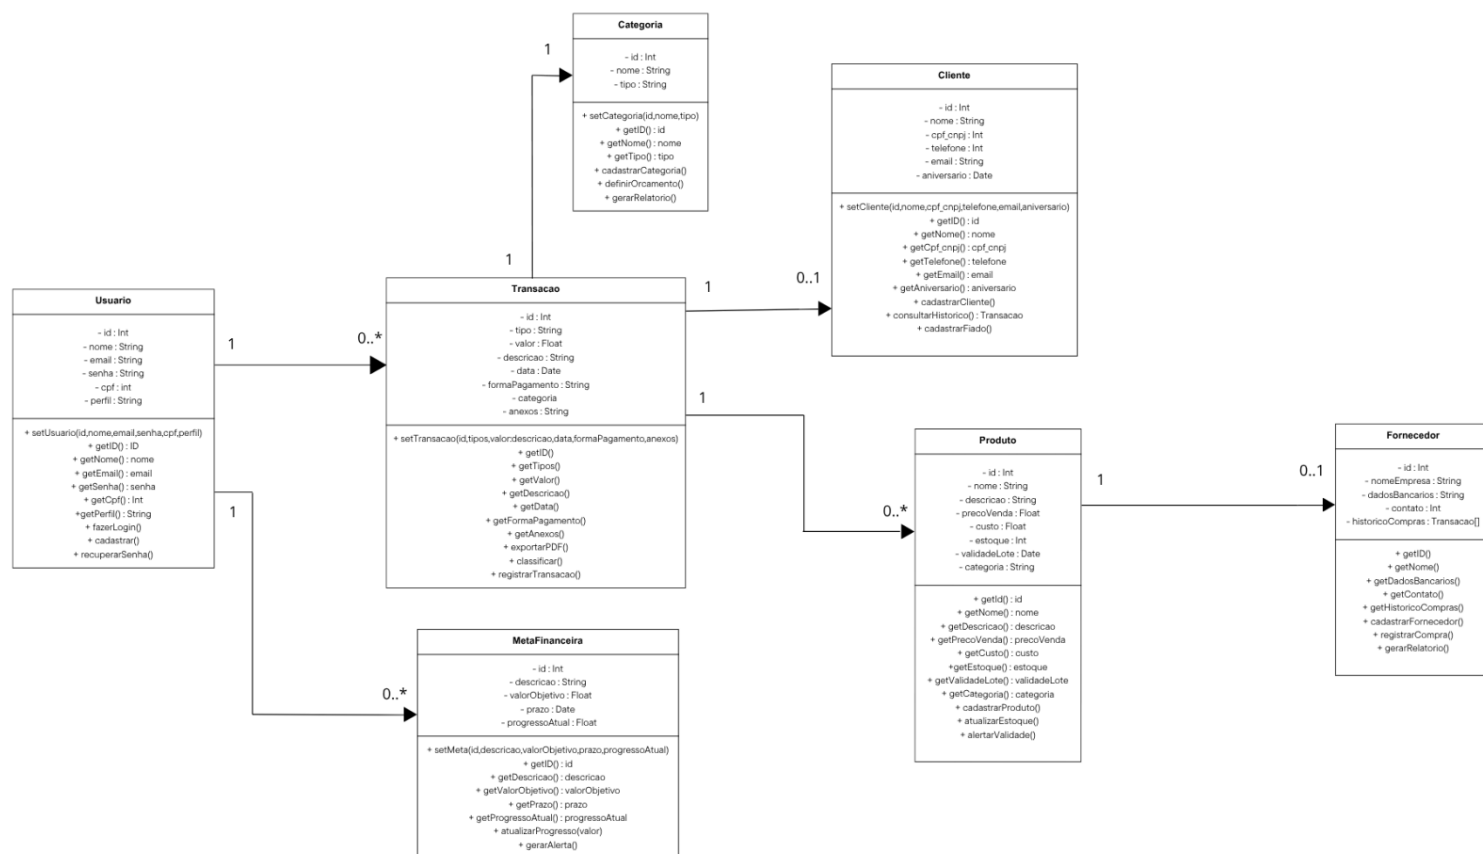 Categoria
- id : Int
- nome : String
- tipo : String
+ setCategoria(id,nome,tipo)
+ getID() : id
+ getNome() : nome
+ getTipo() : tipo
+ cadastrarCategoria()
+ definirOrcamento()
+ gerarRelatorio()
1
1
Cliente
- id : Int
- nome : String
- cpf_cnpj : Int
- telefone : Int
- email : String
- aniversario : Date
+ setCliente(id,nome,cpf_cnpj,telefone,email,aniversario)
+ getID() : id
+ getNome() : nome
+ getCpf_cnpj() : cpf_cnpj
+ getTelefone() : telefone
+ getEmail() : email
+ getAniversario() : aniversario
+ cadastrarCliente()
+ consultarHistorico() : Transacao
+ cadastrarFiado()
1
0..1
Usuario
- id : Int
- nome : String
- email : String
- senha : String
- cpf : int
- perfil : String
+ setUsuario(id,nome,email,senha,cpf,perfil)
+ getID() : ID
+ getNome() : nome
+ getEmail() : email
+ getSenha() : senha
+ getCpf() : Int
+getPerfil() : String
+ fazerLogin()
+ cadastrar()
+ recuperarSenha()
1
0..*
Transacao
- id : Int
- tipo : String
- valor : Float
- descricao : String
- data : Date
- formaPagamento : String
- categoria
- anexos : String
+ setTransacao(id,tipos,valor:descricao,data,formaPagamento,anexos)
+ getID()
+ getTipos()
+ getValor()
+ getDescricao()
+ getData()
+ getFormaPagamento()
+ getAnexos()
+ exportarPDF()
+ classificar()
+ registrarTransacao()
1
0..*
Produto
- id : Int
- nome : String
- descricao : String
- precoVenda : Float
- custo : Float
- estoque : Int
- validadeLote : Date
- categoria : String
+ getId() : id
+ getNome() : nome
+ getDescricao() : descricao
+ getPrecoVenda() : precoVenda
+ getCusto() : custo
+getEstoque() : estoque
+ getValidadeLote() : validadeLote
+ getCategoria() : categoria
+ cadastrarProduto()
+ atualizarEstoque()
+ alertarValidade()
1
0..1
Fornecedor
- id : Int
- nomeEmpresa : String
- dadosBancarios : String
- contato : Int
- historicoCompras : Transacao[]
+ getID()
+ getNome()
+ getDadosBancarios()
+ getContato()
+ getHistoricoCompras()
+ cadastrarFornecedor()
+ registrarCompra()
+ gerarRelatorio()
1
0..*
MetaFinanceira
- id : Int
- descricao : String
- valorObjetivo : Float
- prazo : Date
- progressoAtual : Float
+ setMeta(id,descricao,valorObjetivo,prazo,progressoAtual)
+ getID() : id
+ getDescricao() : descricao
+ getValorObjetivo() : valorObjetivo
+ getPrazo() : prazo
+ getProgressoAtual() : progressoAtual
+ atualizarProgresso(valor)
+ gerarAlerta()